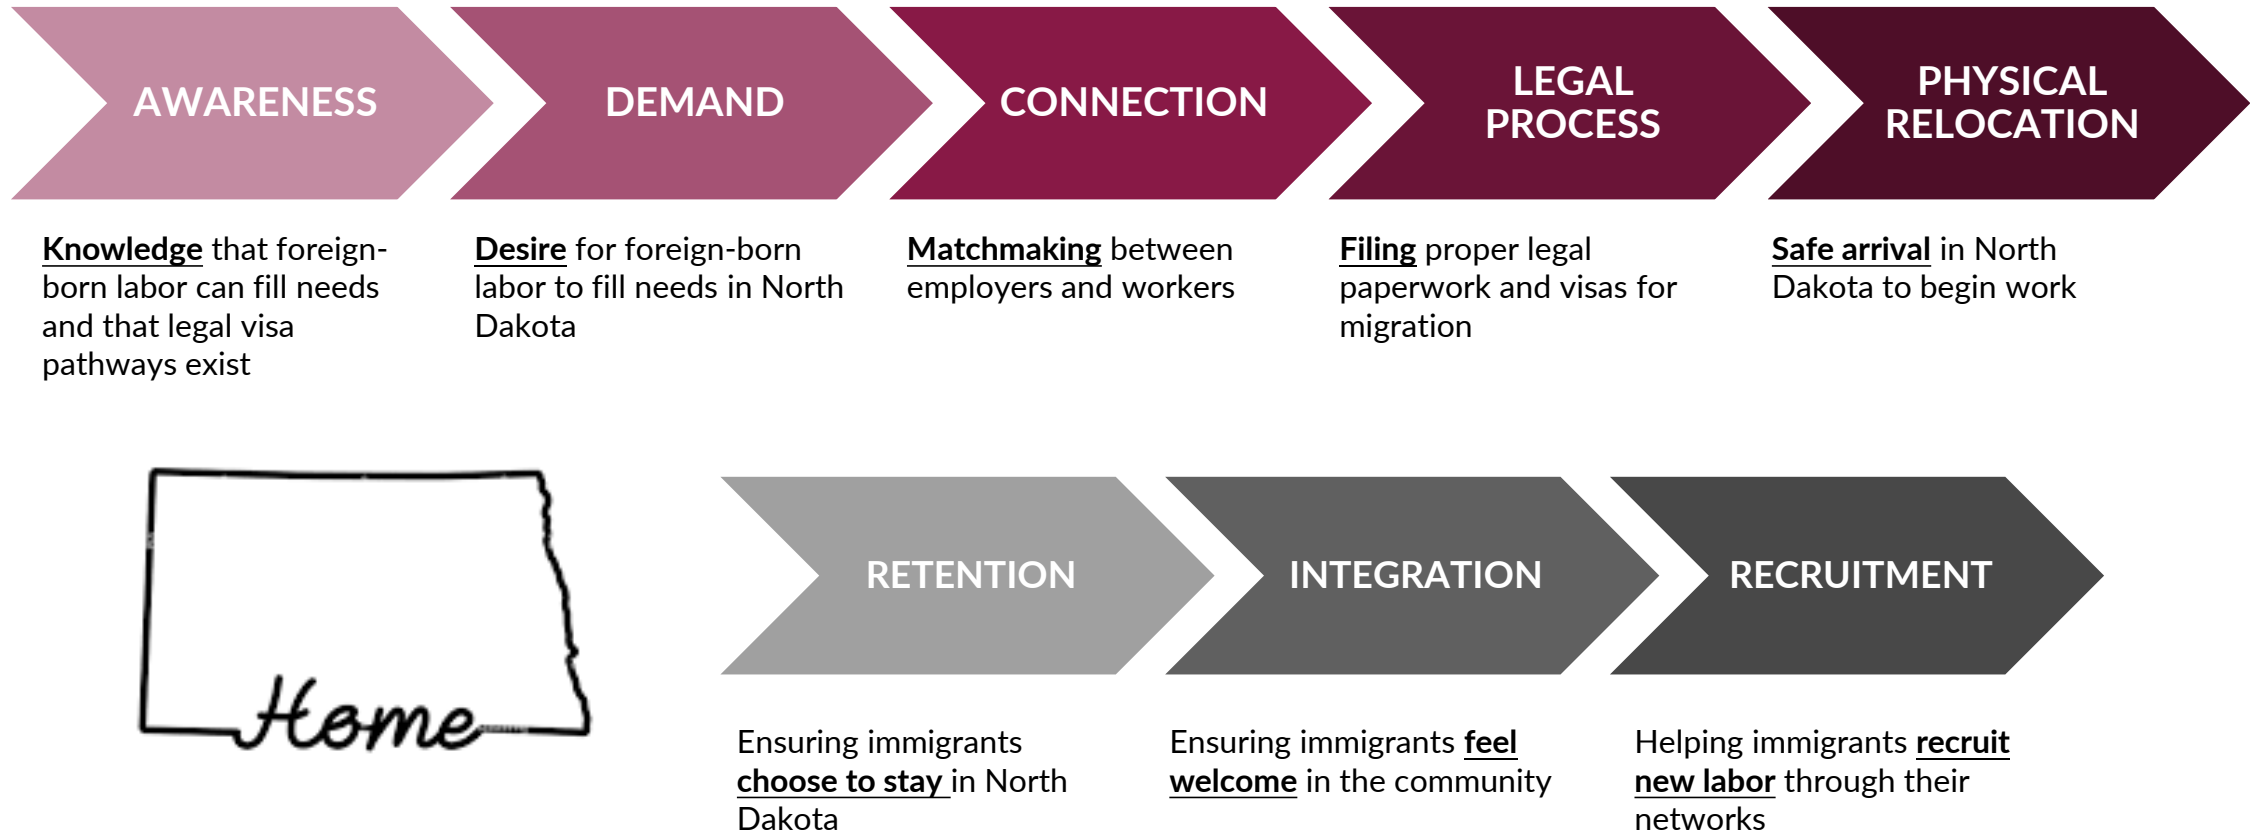 AWARENESS
DEMAND
CONNECTION
LEGAL
PROCESS
PHYSICAL
RELOCATION
Knowledge that foreign-
born labor can fill needs
and that legal visa
pathways exist
Desire for foreign-born
labor to fill needs in North
Dakota
Matchmaking between
employers and workers
Filing proper legal
paperwork and visas for
migration
Safe arrival in North
Dakota to begin work
Home
RETENTION
INTEGRATION
RECRUITMENT
Ensuring immigrants
choose to stay in North
Dakota
Ensuring immigrants feel
welcome in the community
Helping immigrants recruit
new labor through their
networks